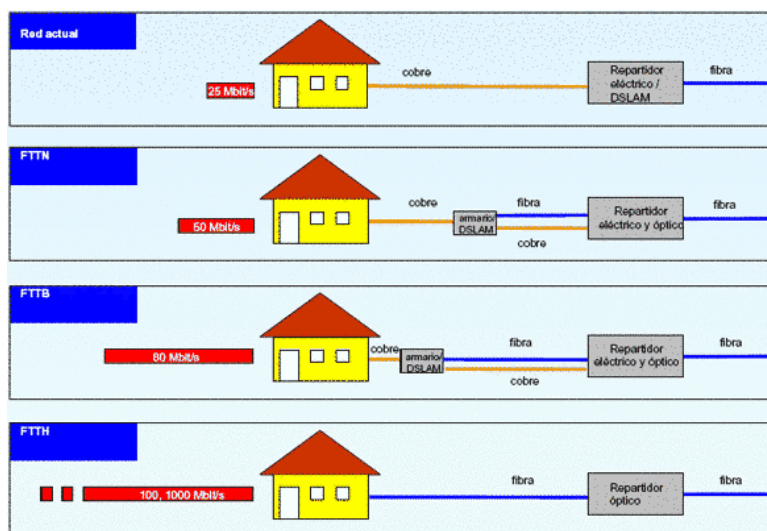 Red actual
25 Mbit/s
cobre
Repartidor
eléctrico /
DSLAM
fibra
FTTN
50 Mbit/s
cobre
armario/
DSLAM
fibra
cobre
Repartidor
eléctrico y óptico
fibra
FTTB
80 Mbit/s
cobre
armario/
DSLAM
fibra
cobre
Repartidor
eléctrico y óptico
fibra
FTTH
100, 1000 Mbit/s
fibra
Repartidor
óptico
fibra